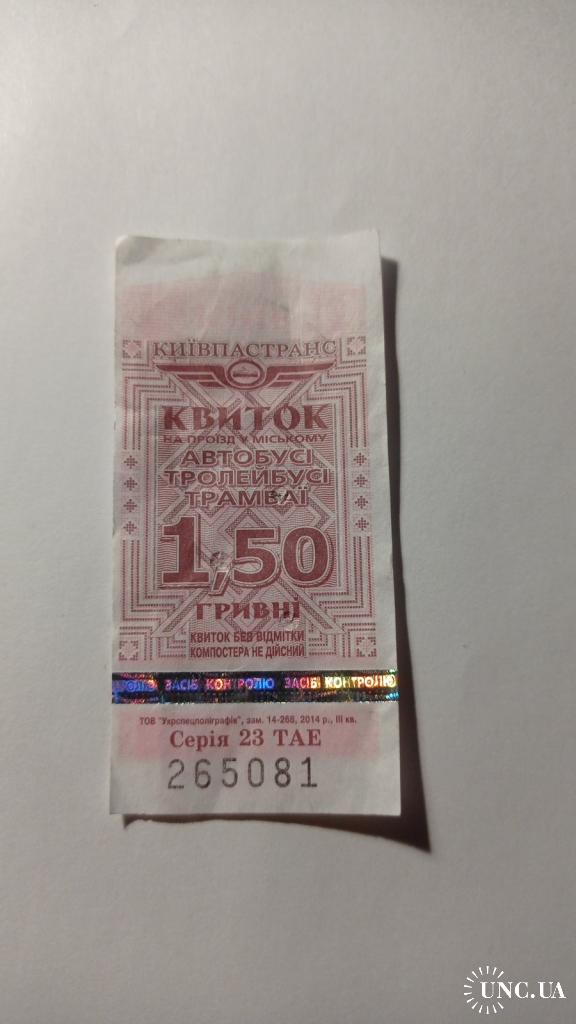 КИЇВПАСТРАНС
КВИТОК
НА ПРОЇЗД У МІСЬКОМУ
АВТОБУСІ
ТРОЛЕЙБУСІ
ТРАМВАЇ
1,50
ГРИВНІ
КВИТОК БЕЗ ВІДМІТКИ
КОМПОСТЕРА НЕ ДІЙСНИЙ
РОЛЮ ЗАСІБ КОНТРОЛЮ ЗАСІБ КОНТРОЛЮ
ТОВ "Укрспецполіграфія", зам. 14-268, 2014 р., III кв.
Серія 23 ТАЕ
265081
UNC.UA